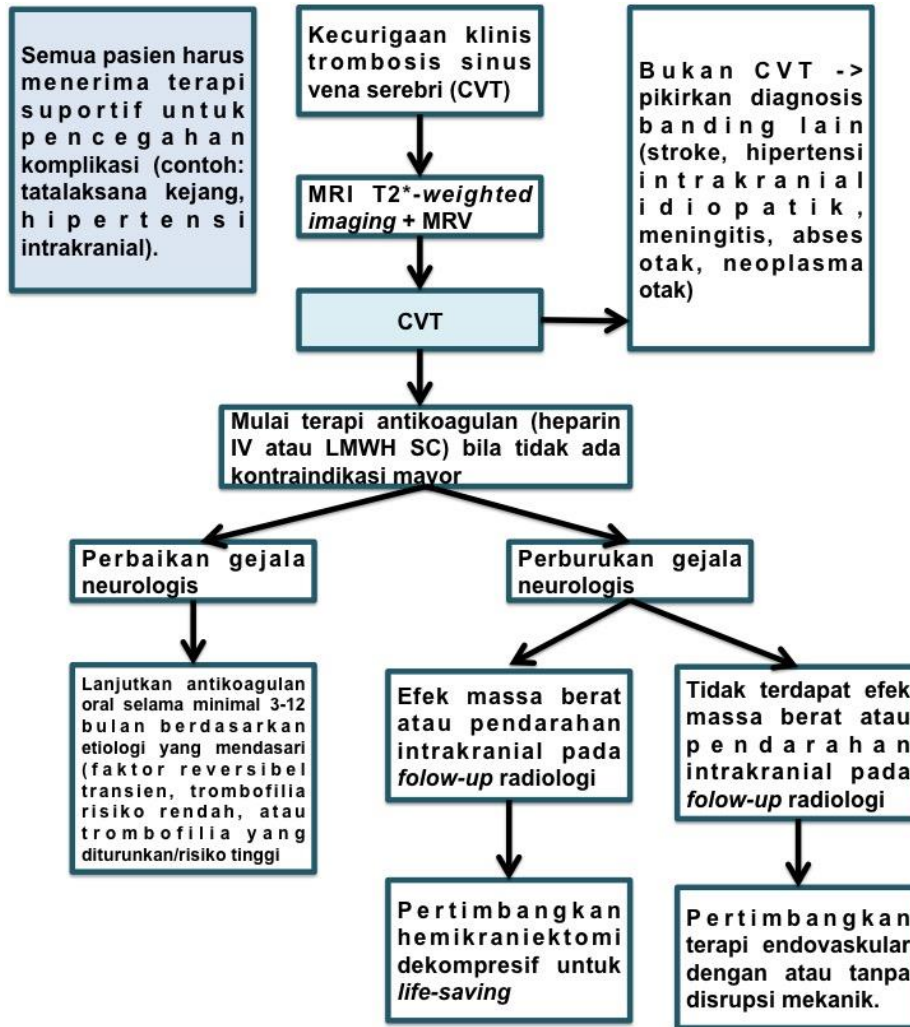 Semua pasien harus
menerima terapi
suportif untuk
pencegahan
komplikasi (contoh:
tatalaksana kejang,
hipertensi
intrakranial).
Kecurigaan klinis
trombosis sinus
vena serebri (CVT)
Bukan CVT ->
pikirkan diagnosis
banding lain
(stroke, hipertensi
intrakranial
idiopatik,
meningitis, abses
otak, neoplasma
otak)
MRI T2*-weighted
imaging + MRV
CVT
Mulai terapi antikoagulan (heparin
IV atau LMWH SC) bila tidak ada
kontraindikasi mayor
Perbaikan gejala
neurologis
Perburukan gejala
neurologis
Lanjutkan antikoagulan
oral selama minimal 3-12
bulan berdasarkan
etiologi yang mendasari
(faktor reversibel
transien, trombofilia
risiko rendah, atau
trombofilia yang
diturunkan/risiko tinggi
Efek massa berat
atau pendarahan
intrakranial pada
folow-up radiologi
Tidak terdapat efek
massa berat atau
pendarahan
intrakranial pada
folow-up radiologi
Pertimbangkan
hemikraniektomi
dekompresif untuk
life-saving
Pertimbangkan
terapi endovaskular
dengan atau tanpa
disrupsi mekanik.